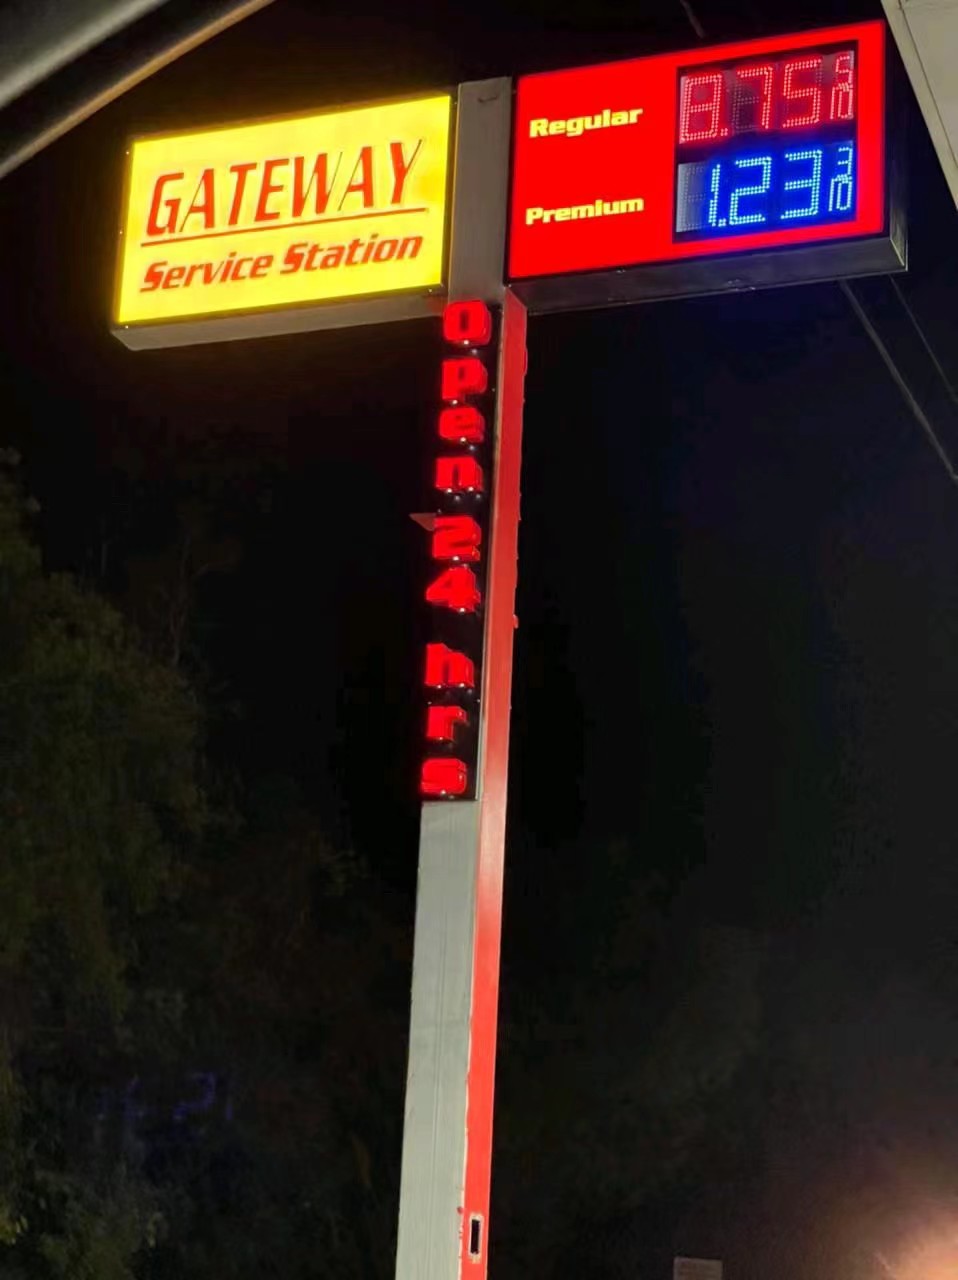 GATEWAY
Service Station
Regular 8.75 5/10
Premium 1.23 3/10
Open 24 hrs